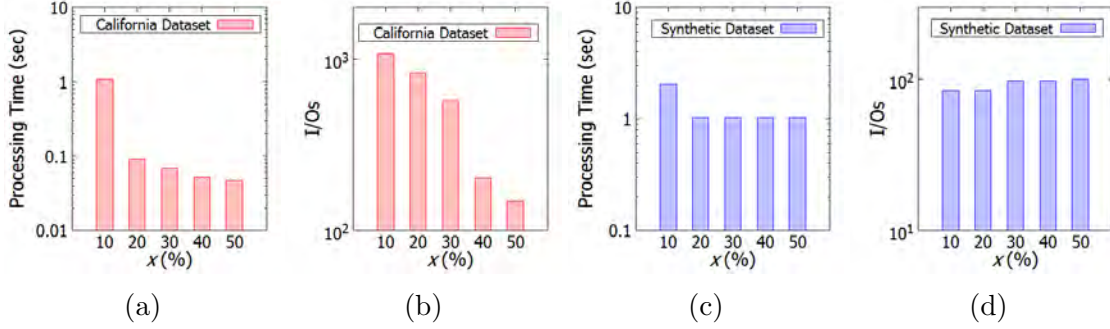 California Dataset
Processing Time (sec)
10
1
0.1
0.01
10 20 30 40 50
x (%)
(a)
California Dataset
I/Os
10³
10²
10 20 30 40 50
x (%)
(b)
Synthetic Dataset
Processing Time (sec)
10
1
0.1
10 20 30 40 50
x (%)
(c)
Synthetic Dataset
I/Os
10²
10¹
10 20 30 40 50
x (%)
(d)